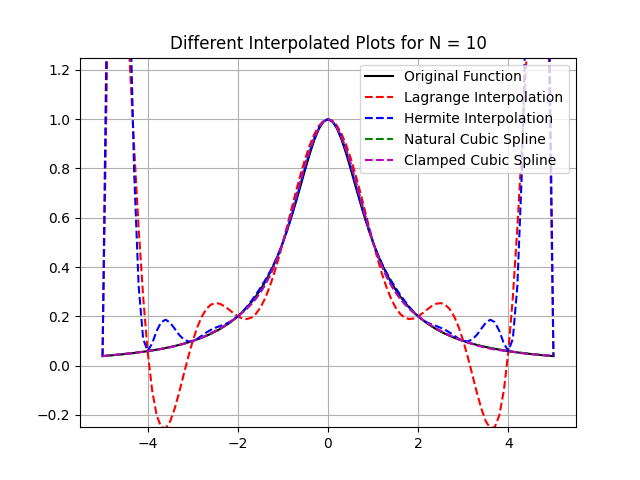 Different Interpolated Plots for N = 10
1.2
1.0
0.8
0.6
0.4
0.2
0.0
−0.2
−4
−2
0
2
4
Original Function
Lagrange Interpolation
Hermite Interpolation
Natural Cubic Spline
Clamped Cubic Spline